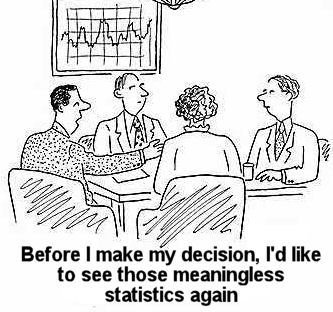 Before I make my decision, I'd like
to see those meaningless
statistics again